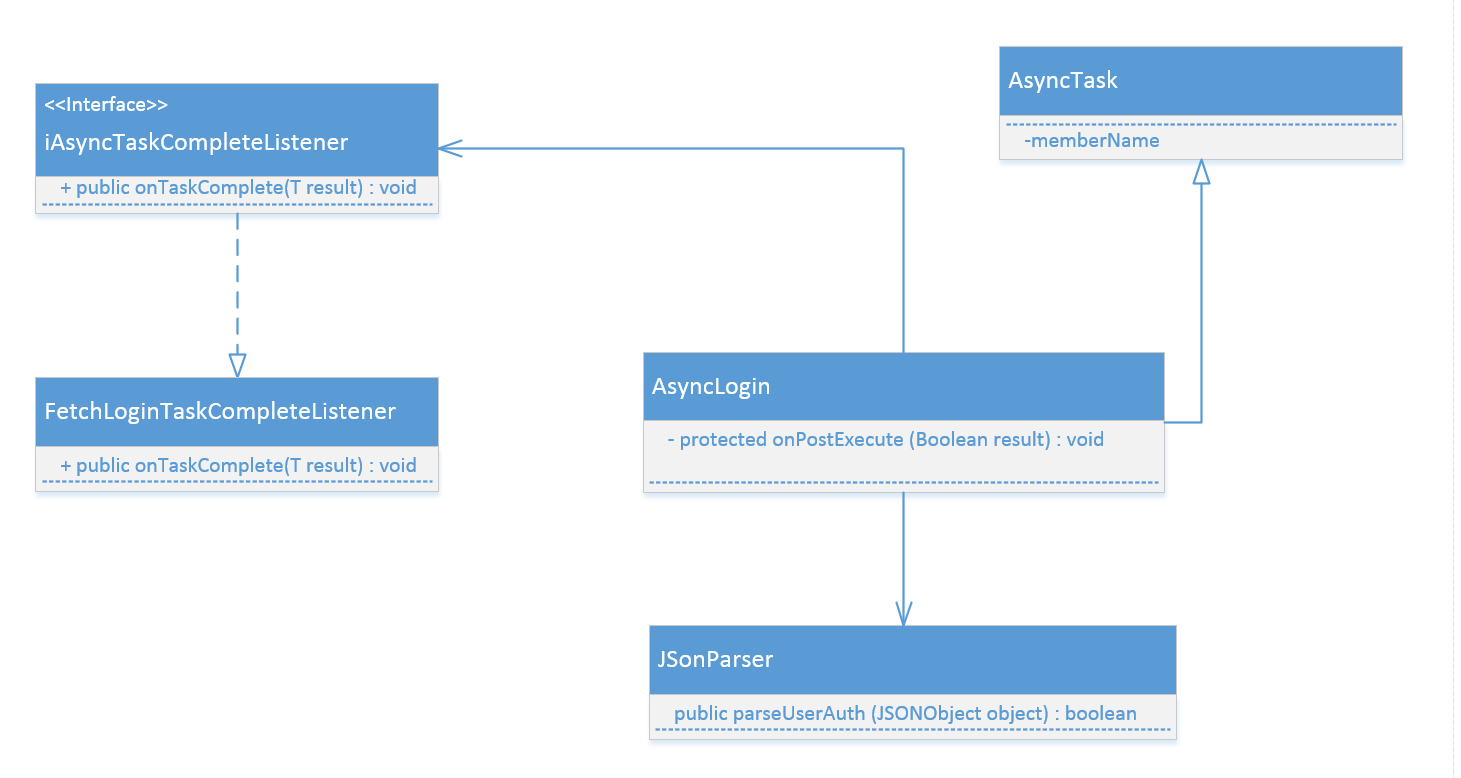 <<Interface>>
iAsyncTaskCompleteListener
+ public onTaskComplete(T result) : void
AsyncTask
-memberName
FetchLoginTaskCompleteListener
+ public onTaskComplete(T result) : void
AsyncLogin
- protected onPostExecute (Boolean result) : void
JSonParser
public parseUserAuth (JSONObject object) : boolean